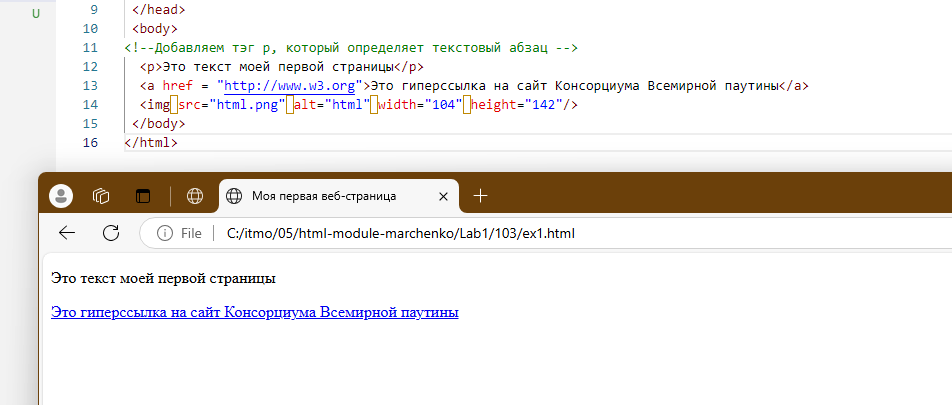 U
9 </head>
10 <body>
11 <!--Добавляем тэг p, который определяет текстовый абзац -->
12 <p>Это текст моей первой страницы</p>
13 <a href = "http://www.w3.org">Это гиперссылка на сайт Консорциума Всемирной паутины</a>
14 <img src="html.png" alt="html" width="104" height="142"/>
15 </body>
16 </html>
Моя первая веб-страница
File C:/itmo/05/html-module-marchenko/Lab1/103/ex1.html
Это текст моей первой страницы
Это гиперссылка на сайт Консорциума Всемирной паутины